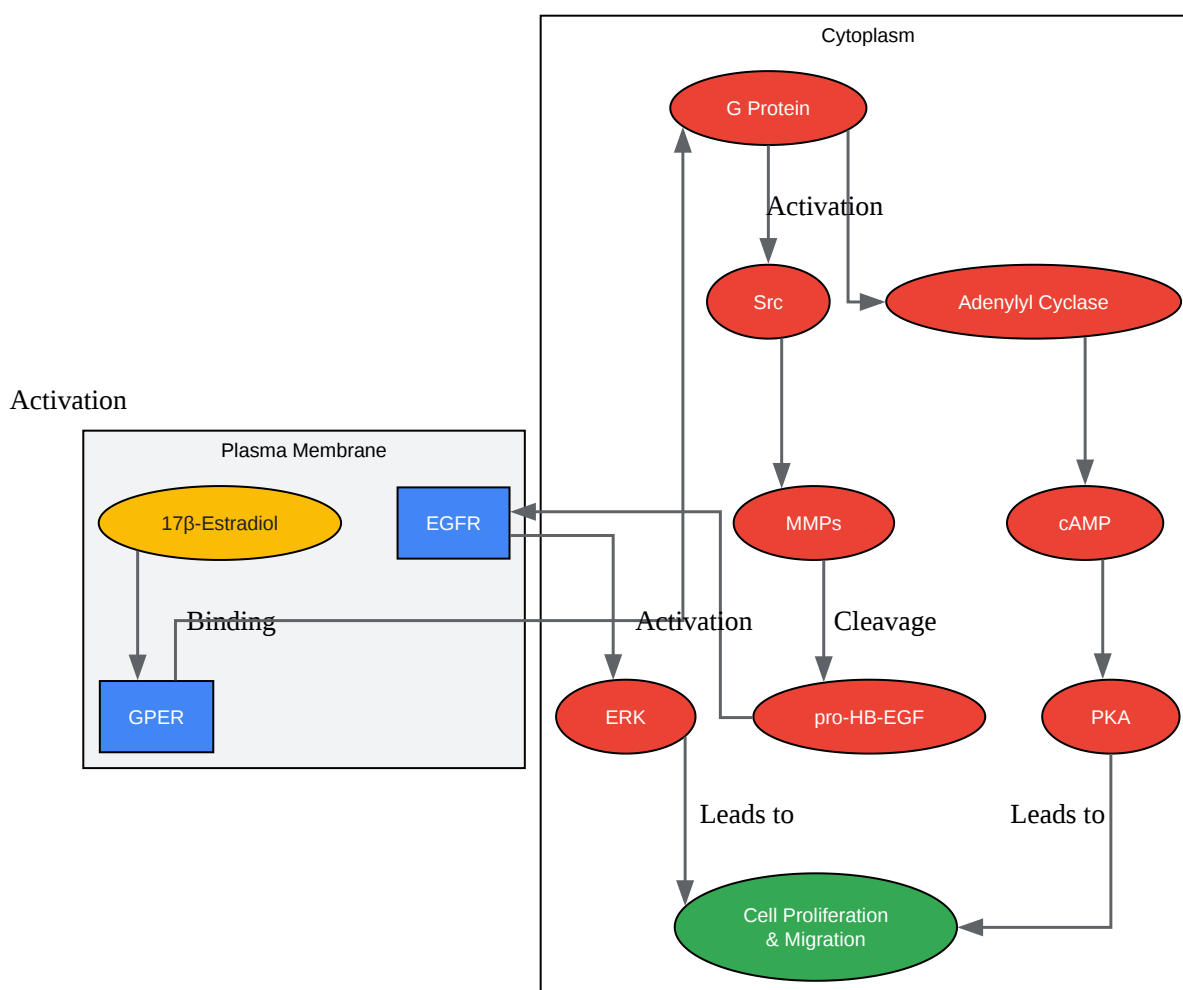 Cytoplasm
G Protein
Activation
Src
Adenylyl Cyclase
Activation
Plasma Membrane
17β-Estradiol
EGFR
MMPs
cAMP
Binding
Activation
Cleavage
GPER
ERK
pro-HB-EGF
PKA
Leads to
Leads to
Cell Proliferation
& Migration